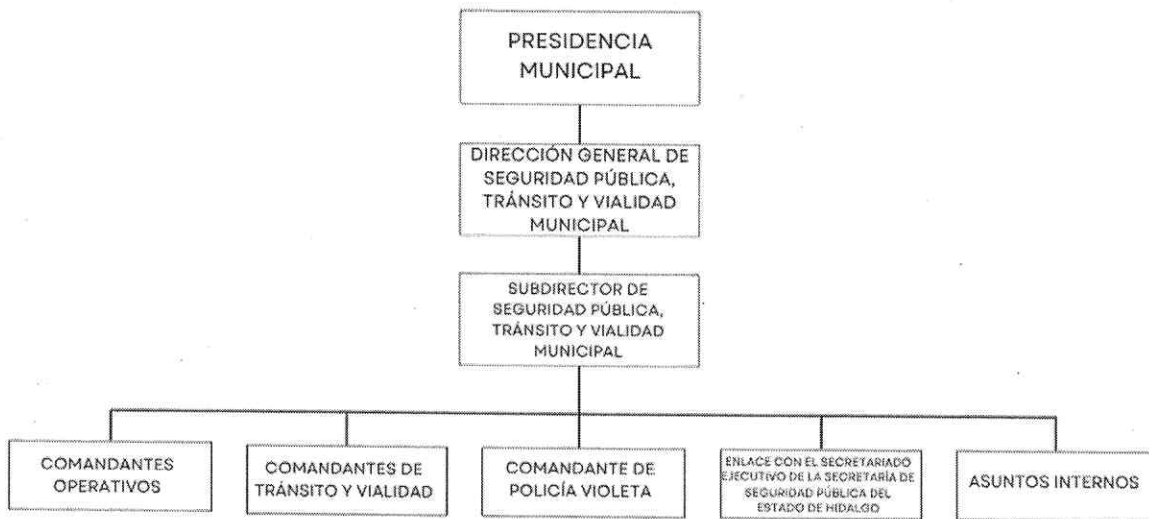 PRESIDENCIA
MUNICIPAL
DIRECCIÓN GENERAL DE
SEGURIDAD PÚBLICA,
TRÁNSITO Y VIALIDAD
MUNICIPAL
SUBDIRECTOR DE
SEGURIDAD PÚBLICA,
TRÁNSITO Y VIALIDAD
MUNICIPAL
COMANDANTES
OPERATIVOS
COMANDANTES DE
TRÁNSITO Y VIALIDAD
COMANDANTE DE
POLICÍA VIOLETA
ENLACE CON EL SECRETARIADO
EJECUTIVO DE LA SECRETARÍA DE
SEGURIDAD PÚBLICA DEL
ESTADO DE HIDALGO
ASUNTOS INTERNOS